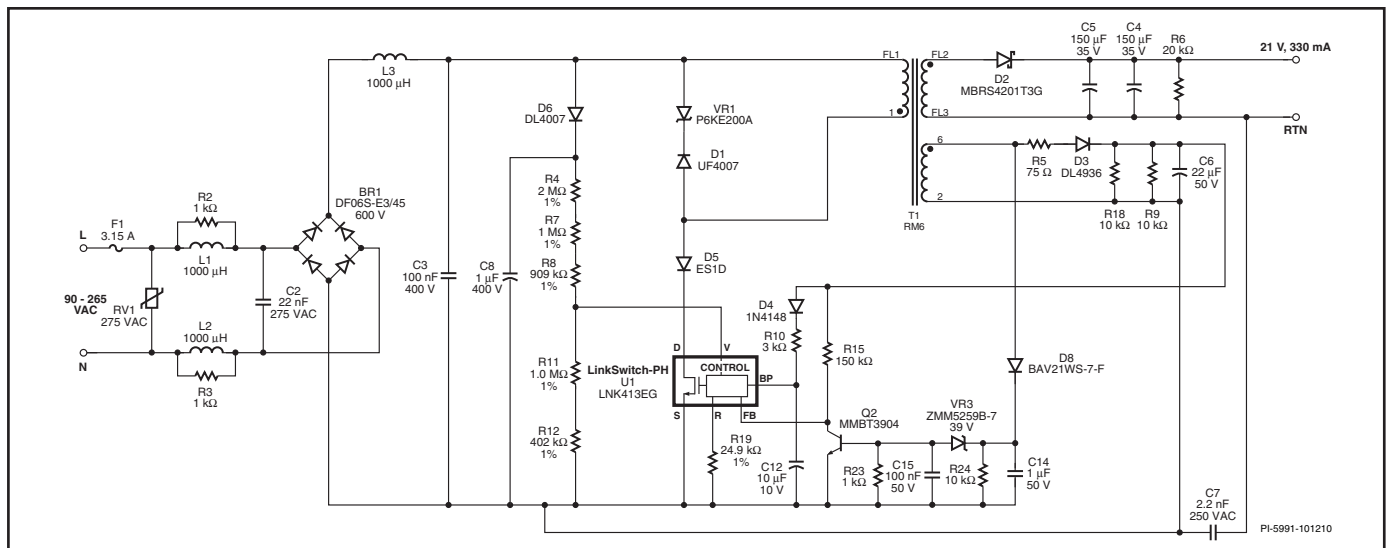 L3
1000 µH
D6
DL4007
VR1
P6KE200A
D1
UF4007
FL1
1
FL2
FL3
D2
MBRS4201T3G
C5
150 µF
35 V
C4
150 µF
35 V
R6
20 kΩ
21 V, 330 mA
RTN
6
2
T1
RM6
R5
75 Ω
D3
DL4936
R18
10 kΩ
R9
10 kΩ
C6
22 µF
50 V
L
F1
3.15 A
R2
1 kΩ
L1
1000 µH
BR1
DF06S-E3/45
600 V
90 - 265
VAC
RV1
275 VAC
C2
22 nF
275 VAC
L2
1000 µH
N
R3
1 kΩ
C3
100 nF
400 V
C8
1 µF
400 V
R4
2 MΩ
1%
R7
1 MΩ
1%
R8
909 kΩ
1%
R11
1.0 MΩ
1%
R12
402 kΩ
1%
D5
ES1D
D
V
LinkSwitch-PH
U1
LNK413EG
CONTROL
BP
S
R
FB
R19
24.9 kΩ
1%
D4
1N4148
R10
3 kΩ
R15
150 kΩ
C12
10 µF
10 V
Q2
MMBT3904
R23
1 kΩ
C15
100 nF
50 V
VR3
ZMM5259B-7
39 V
R24
10 kΩ
D8
BAV21WS-7-F
C14
1 µF
50 V
C7
2.2 nF
250 VAC
PI-5991-101210